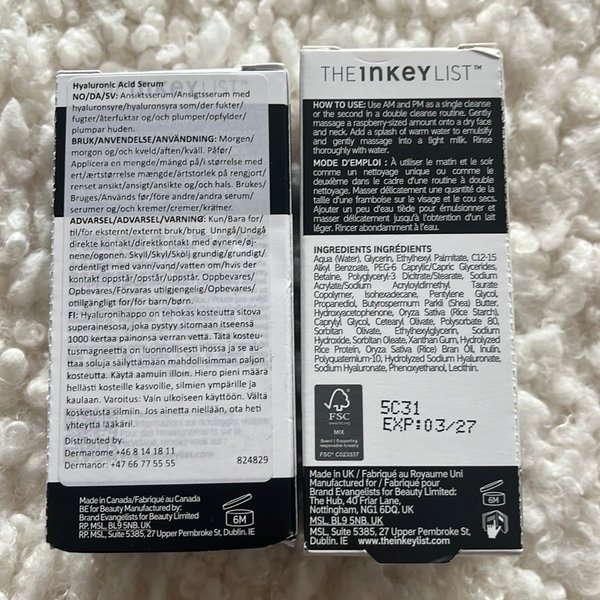 THE INKEY LIST™
Hyaluronic Acid Serum
NO/DA/SV: Ansiktsserum/Ansigtsserum med
hyaluronsyre/hyaluronsyra som/der fukter/
fugter/återfuktar og/och plumper/opfylder/
plumpar huden.
BRUK/ANVENDELSE/ANVÄNDNING: Morgen/
morgon og/och kveld/aften/kväll. Påfør/
Applicera en mengde/mängd på/i størrelse med
ert/ærtstørrelse mængde/ärtstorlek på rengjort/
renset ansikt/ansigt/ansikte og/och hals. Brukes/
Bruges/Används før/före andre/andra serum/
serumer og/och kremer/cremer/krämer.
ADVARSEL/ADVARSEL/VARNING: Kun/Bara for/
til/för eksternt/externt bruk/brug. Unngå/Undgå
direkte kontakt/direktkontakt med øynene/øj-
nene/ögonen. Skyll/Skyl/Skölj grundig/grundigt/
ordentligt med vann/vand/vatten om/hvis der
kontakt oppstår/opstår/uppstår. Oppbevares/
Opbevares/Förvaras utilgjengelig/Opbevares/
otillgängligt for/för barn/børn.
FI: Hyaluronihappo on tehokas kosteutta sitova
superainesosa, joka pystyy sitomaan itseensä
1000 kertaa painonsa verran vettä. Tätä kosteu-
tusmagneettia on luonnollisesti ihossa ja se aut-
taa soluja säilyttämään mahdollisimman paljon
kosteutta. Käytä aamuin illoin. Hiero pieni määrä
hellästi kosteille kasvoille, silmien ympärille ja
kaulaan. Varoitus: Vain ulkoiseen käyttöön. Vältä
kosketusta silmiin. Jos ainetta niellään, ota heti
yhteyttä lääkäriin.
Distributed by:
Dermarome +46 8 14 18 11
Dermanor: +47 66 77 55 55 824829
Made in Canada/Fabriqué au Canada
BE for Beauty Manufactured by:
Brand Evangelists for Beauty Limited
RP. MSL, BL9 5NB. UK
RP. MSL, Suite 5385, 27 Upper Pembroke St, Dublin. IE
6M
THE INKEY LIST™
HOW TO USE: Use AM and PM as a single cleanse
or the second in a double cleanse routine. Gently
massage a raspberry-sized amount onto a dry face
and neck. Add a splash of warm water to emulsify
and gently massage into a light milk. Rinse
thoroughly with water.
MODE D'EMPLOI : À utiliser le matin et le soir
comme un nettoyage unique ou comme le
deuxième dans le cadre d'une routine à double
nettoyage. Masser délicatement une quantité de la
taille d'une framboise sur le visage et le cou secs.
Ajouter un peu d'eau tiède pour émulsionner et
masser délicatement jusqu'à l'obtention d'un lait
léger. Rincer abondamment à l'eau.
INGREDIENTS INGRÉDIENTS
Aqua (Water), Glycerin, Ethylhexyl Palmitate, C12-15
Alkyl Benzoate, PEG-6 Caprylic/Capric Glycerides,
Betaine, Polyglyceryl-3 Dicitrate/Stearate, Sodium
Acrylate/Sodium Acryloyldimethyl Taurate
Copolymer, Isohexadecane, Pentylene Glycol,
Propanediol, Butyrospermum Parkii (Shea) Butter,
Hydroxyacetophenone, Oryza Sativa (Rice Starch),
Caprylyl Glycol, Cetearyl Olivate, Polysorbate 80,
Sorbitan Olivate, Ethylhexylglycerin, Sodium
Hydroxide, Sorbitan Oleate, Xanthan Gum, Hydrolyzed
Rice Protein, Oryza Sativa (Rice) Bran Oil, Inulin,
Polyquaternium-10, Hydrolyzed Sodium Hyaluronate,
Sodium Hyaluronate, Phenoxyethanol, Lecithin.
FSC
www.fsc.org
MIX
Board | Supporting
responsible forestry
FSC® C023337
5C31
EXP:03/27
Made in UK / Fabriqué au Royaume Uni
Manufactured for / Fabriqué pour
Brand Evangelists for Beauty Limited:
The Hub, 40 Friar Lane,
Nottingham, NG1 6DQ. UK
MSL, BL9 5NB. UK
MSL, Suite 5385, 27 Upper Pembroke St,
Dublin. IE www.theinkeylist.com
6M